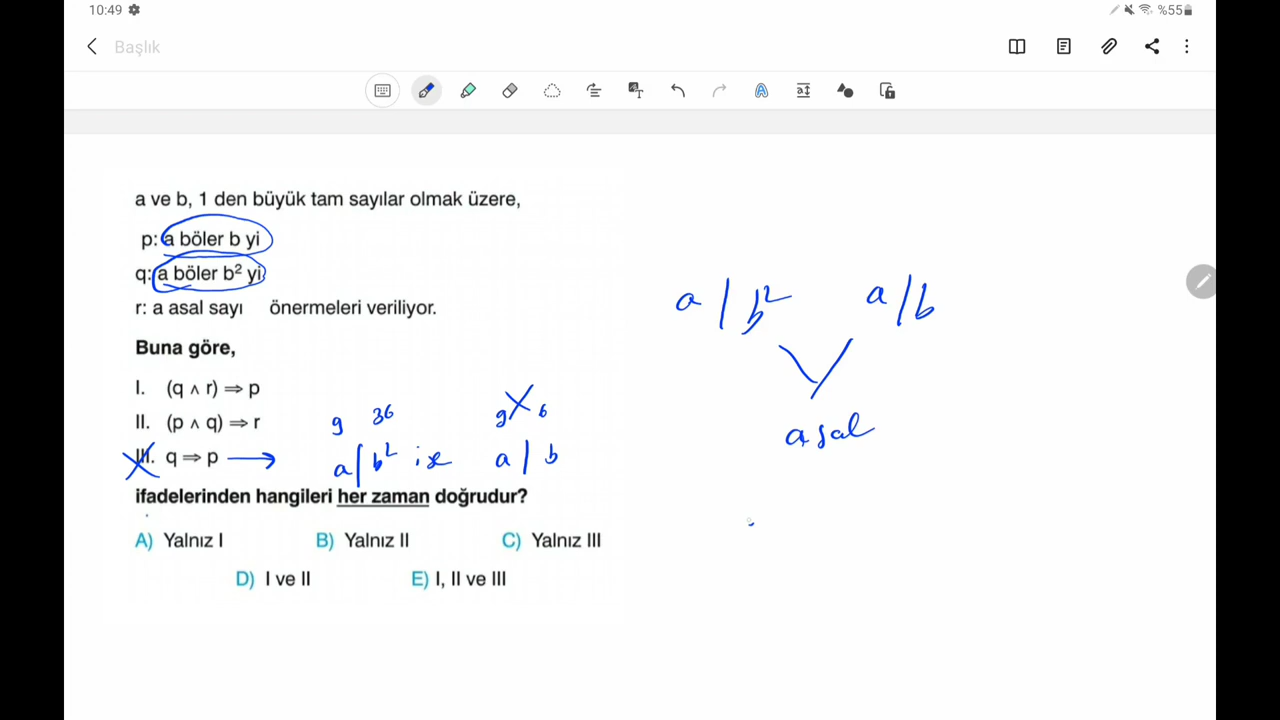 10:49
%55
Başlık
a ve b, 1 den büyük tam sayılar olmak üzere,
p: a böler b yi
q: a böler b² yi
r: a asal sayı önermeleri veriliyor.
a | b² a | b
Buna göre,
I. (q ∧ r) ⇒ p
II. (p ∧ q) ⇒ r
9 36 9 6
asal
III. q ⇒ p → a | b² ise a | b
ifadelerinden hangileri her zaman doğrudur?
A) Yalnız I B) Yalnız II C) Yalnız III
D) I ve II E) I, II ve III